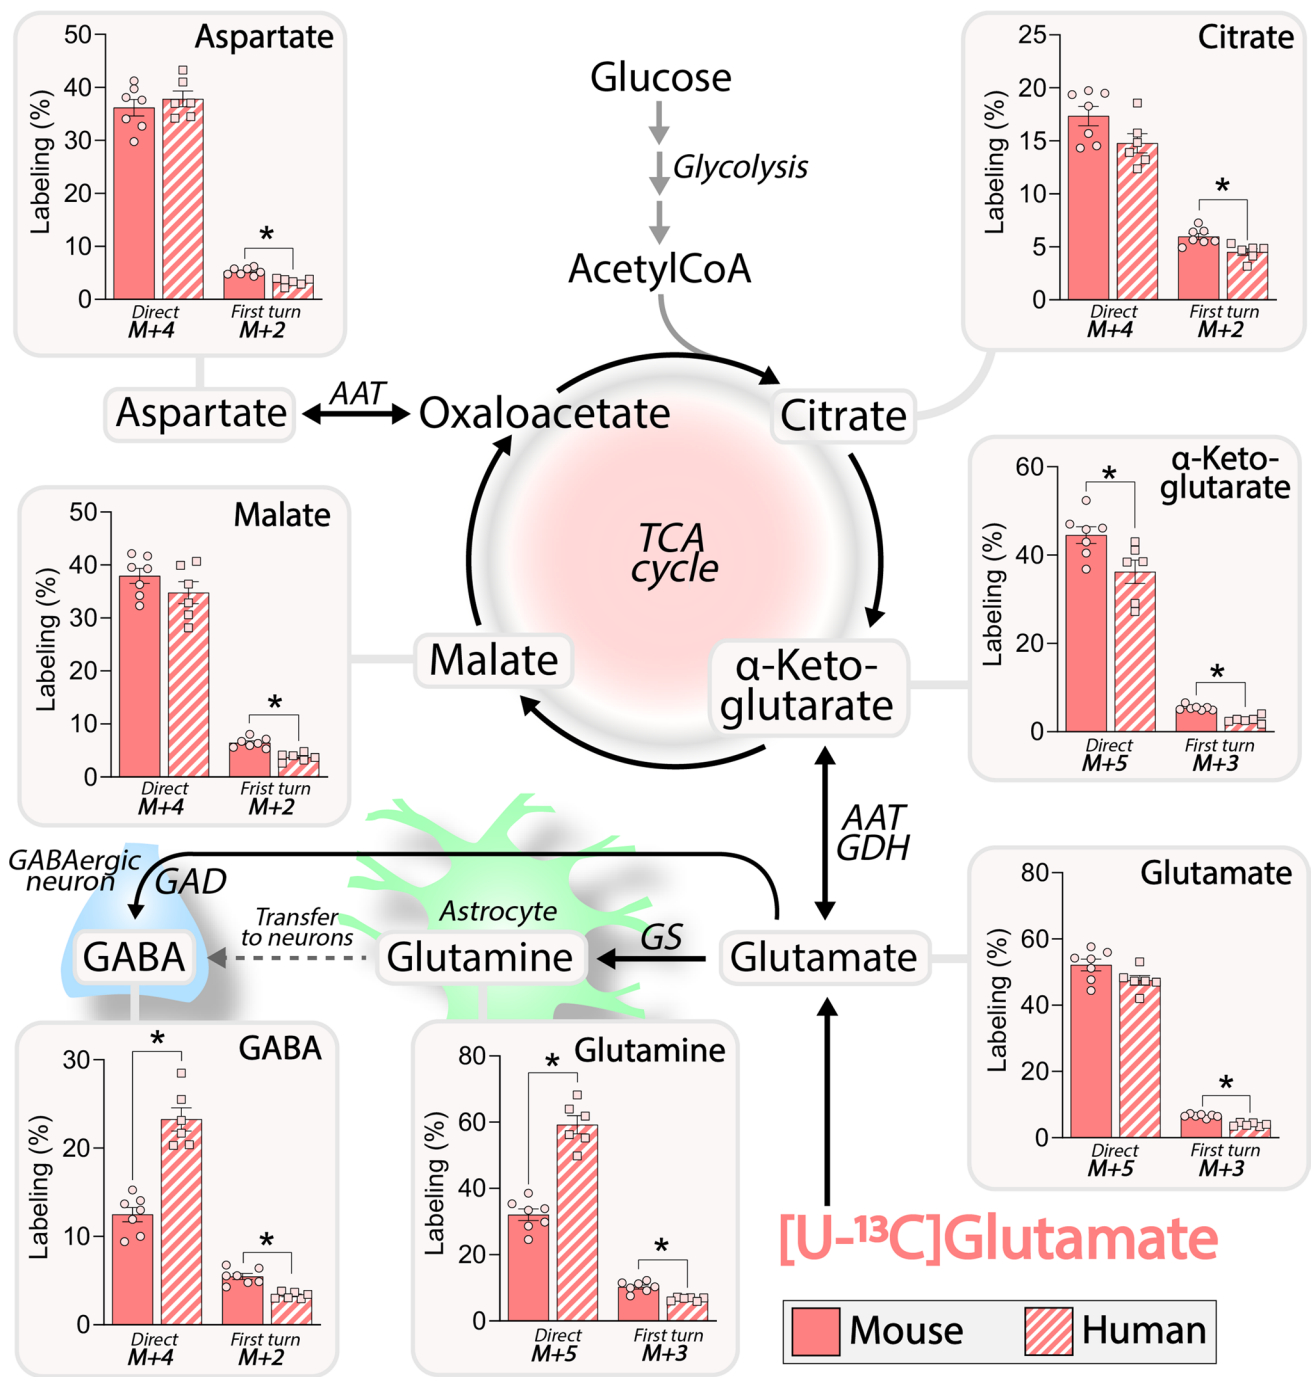 Aspartate
50
40
30
20
10
0
Labeling (%)
*
Direct
M+4
First turn
M+2
Glucose
Glycolysis
AcetylCoA
Citrate
25
20
15
10
5
0
Labeling (%)
*
Direct
M+4
First turn
M+2
Aspartate
AAT
Oxaloacetate
Citrate
TCA
cycle
Malate
50
40
30
20
10
0
Labeling (%)
*
Direct
M+4
Frist turn
M+2
Malate
α-Keto-
glutarate
α-Keto-
glutarate
60
40
20
0
Labeling (%)
*
*
Direct
M+5
First turn
M+3
AAT
GDH
GABAergic
neuron
GAD
Transfer
to neurons
Astrocyte
GABA
Glutamine
GS
Glutamate
Glutamate
80
60
40
20
0
Labeling (%)
*
Direct
M+5
First turn
M+3
GABA
30
20
10
0
Labeling (%)
*
*
Direct
M+4
First turn
M+2
Glutamine
80
60
40
20
0
Labeling (%)
*
*
Direct
M+5
First turn
M+3
[U-¹³C]Glutamate
Mouse
Human